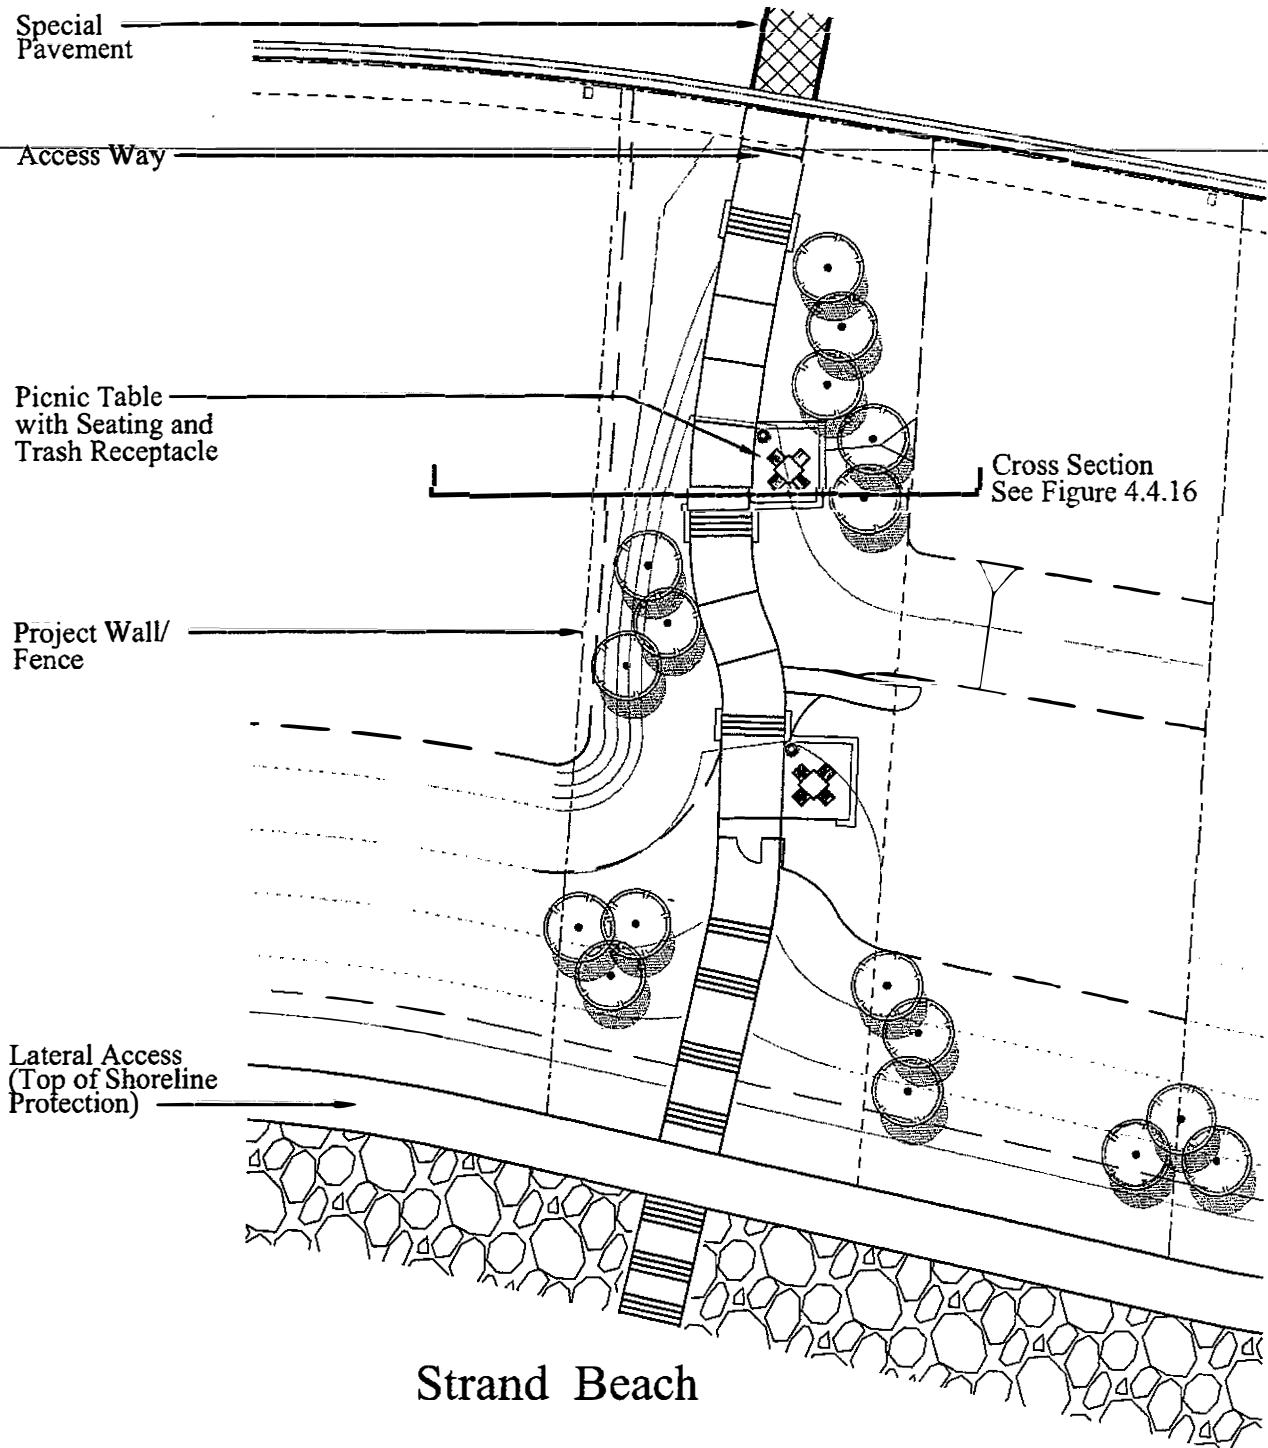 Special
Pavement
Access Way
Picnic Table
with Seating and
Trash Receptacle
Cross Section
See Figure 4.4.16
Project Wall/
Fence
Lateral Access
(Top of Shoreline
Protection)
Strand Beach